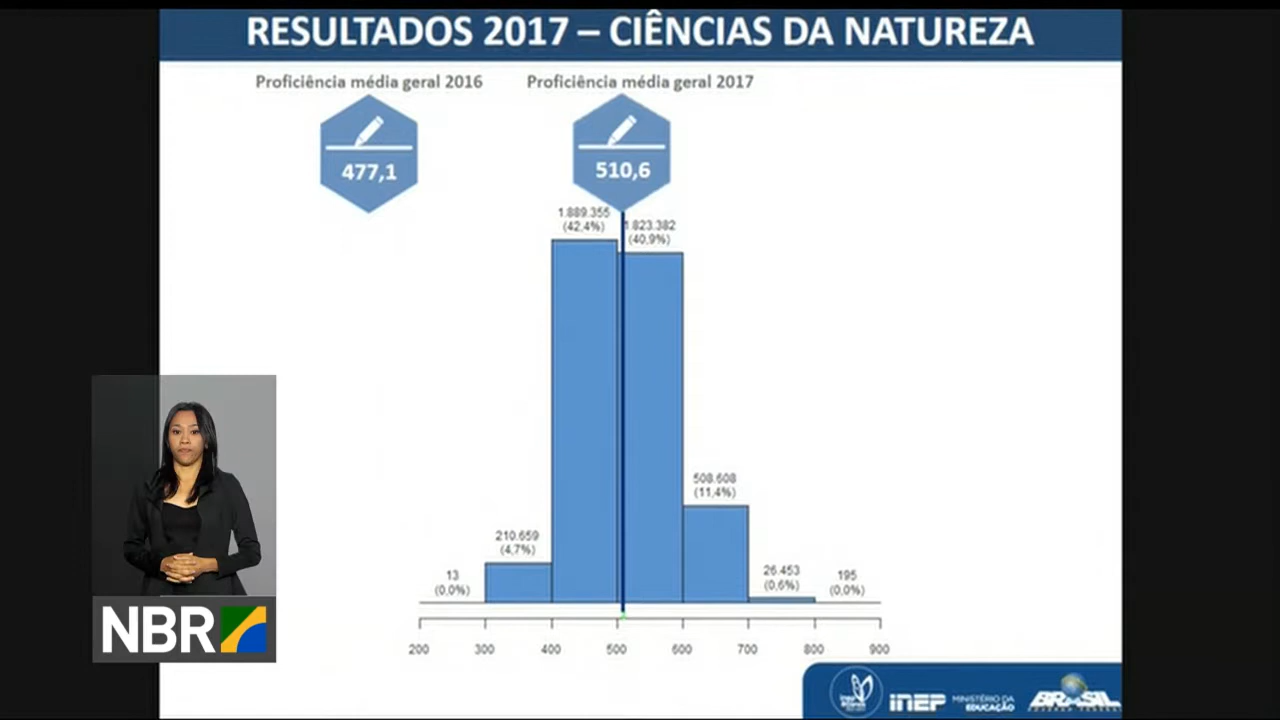 RESULTADOS 2017 – CIÊNCIAS DA NATUREZA
Proficiência média geral 2016
Proficiência média geral 2017
477,1
510,6
1.889.355
(42,4%)
1.823.382
(40,9%)
508.608
(11,4%)
210.659
(4,7%)
13
(0,0%)
26.453
(0,6%)
195
(0,0%)
200 300 400 500 600 700 800 900
NBR
INEP
MINISTÉRIO DA
EDUCAÇÃO
BRASIL
GOVERNO FEDERAL